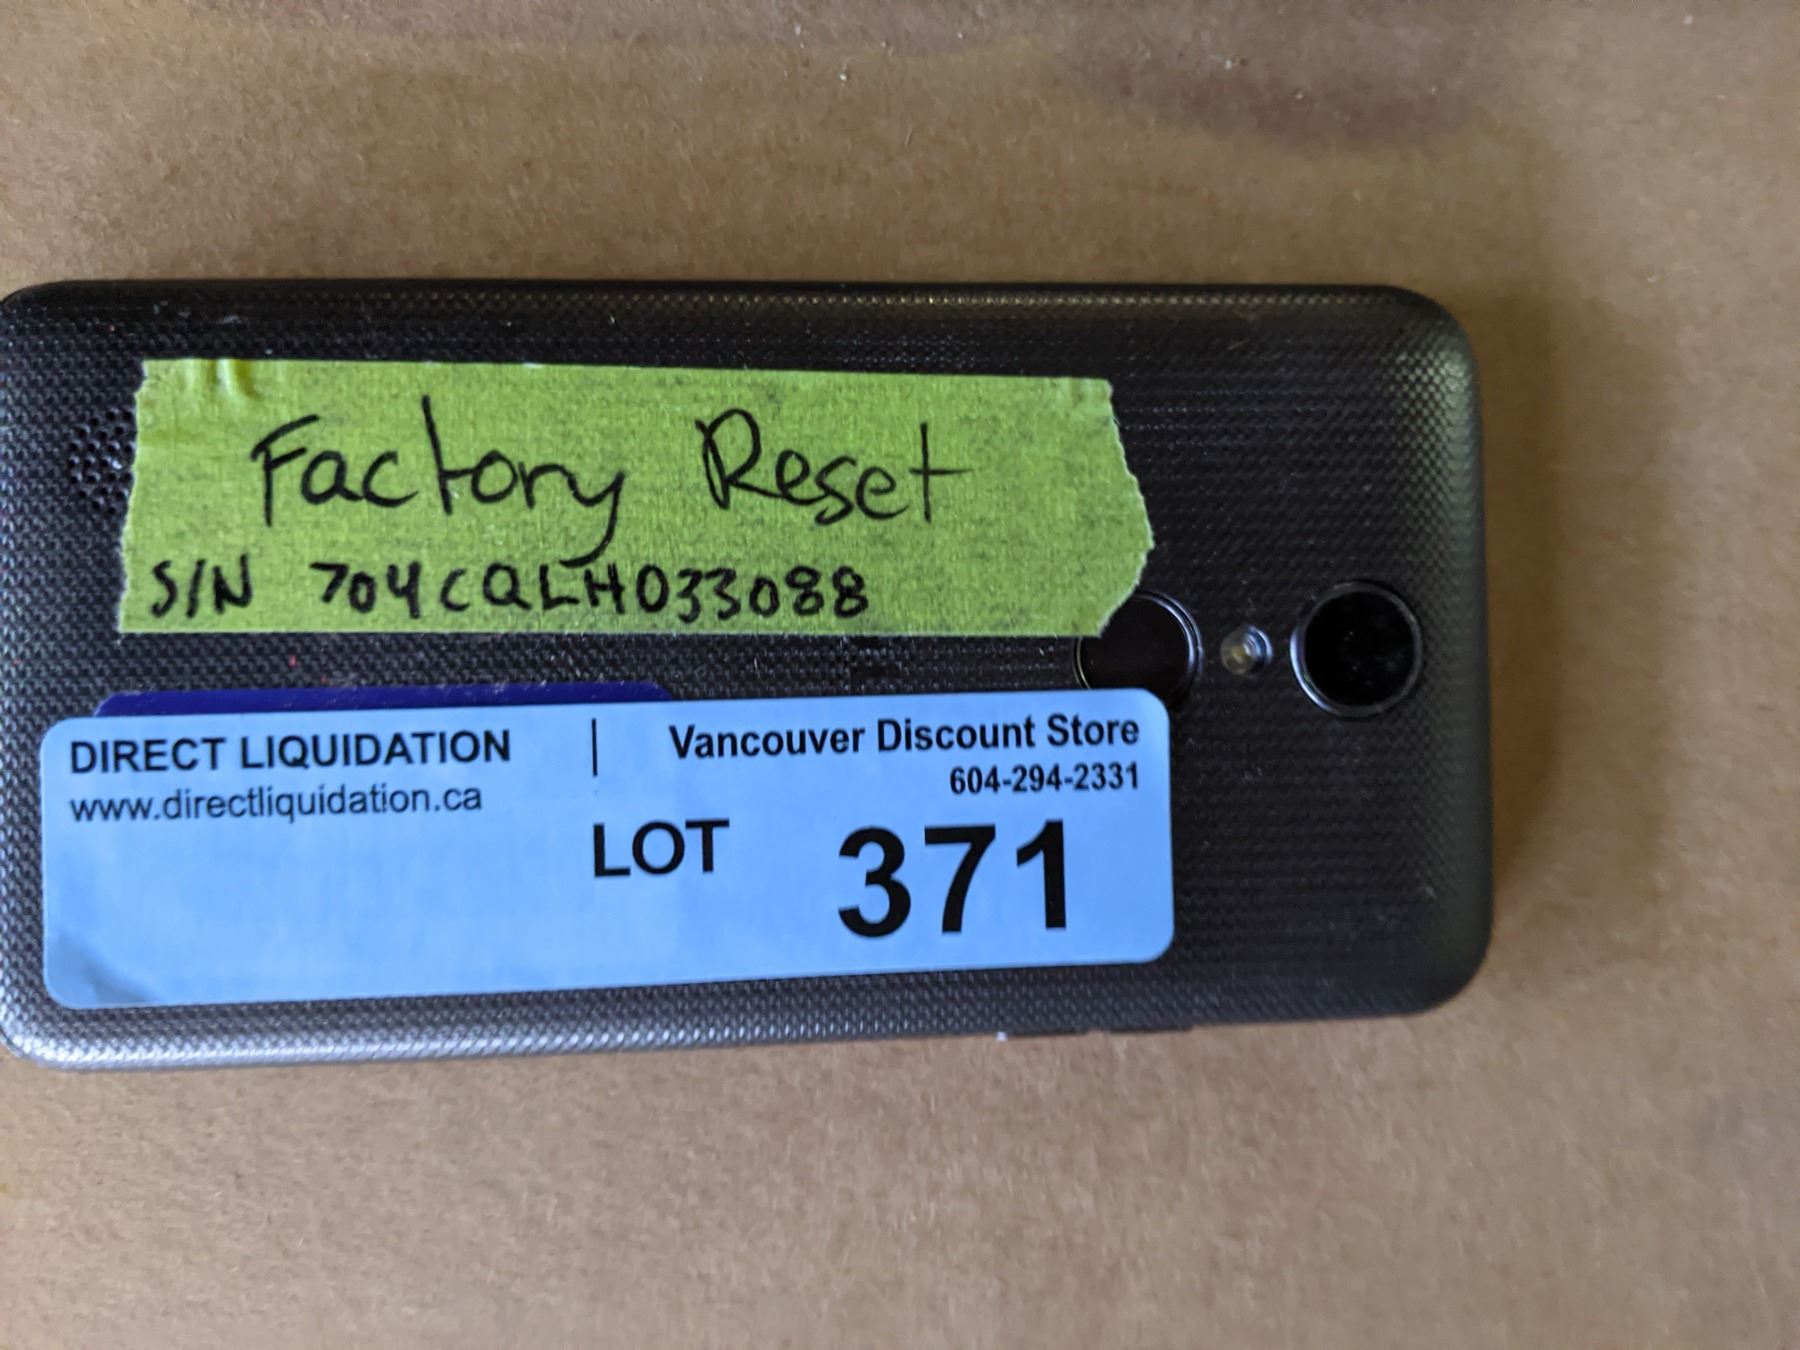 Factory Reset
S/N 704CQLH033088
DIRECT LIQUIDATION | Vancouver Discount Store
www.directliquidation.ca 604-294-2331
LOT 371